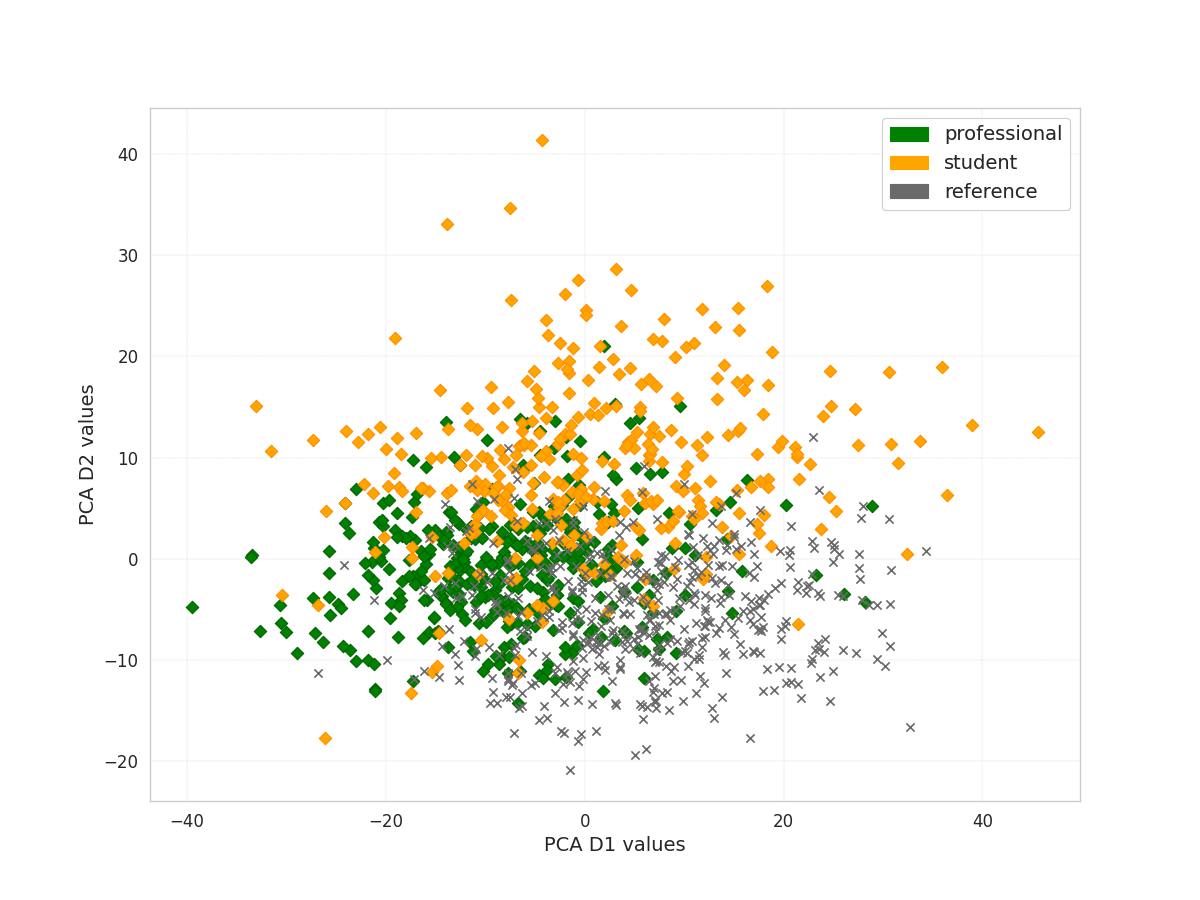 professional
student
reference
40
30
20
10
0
−10
−20
PCA D2 values
−40
−20
0
20
40
PCA D1 values